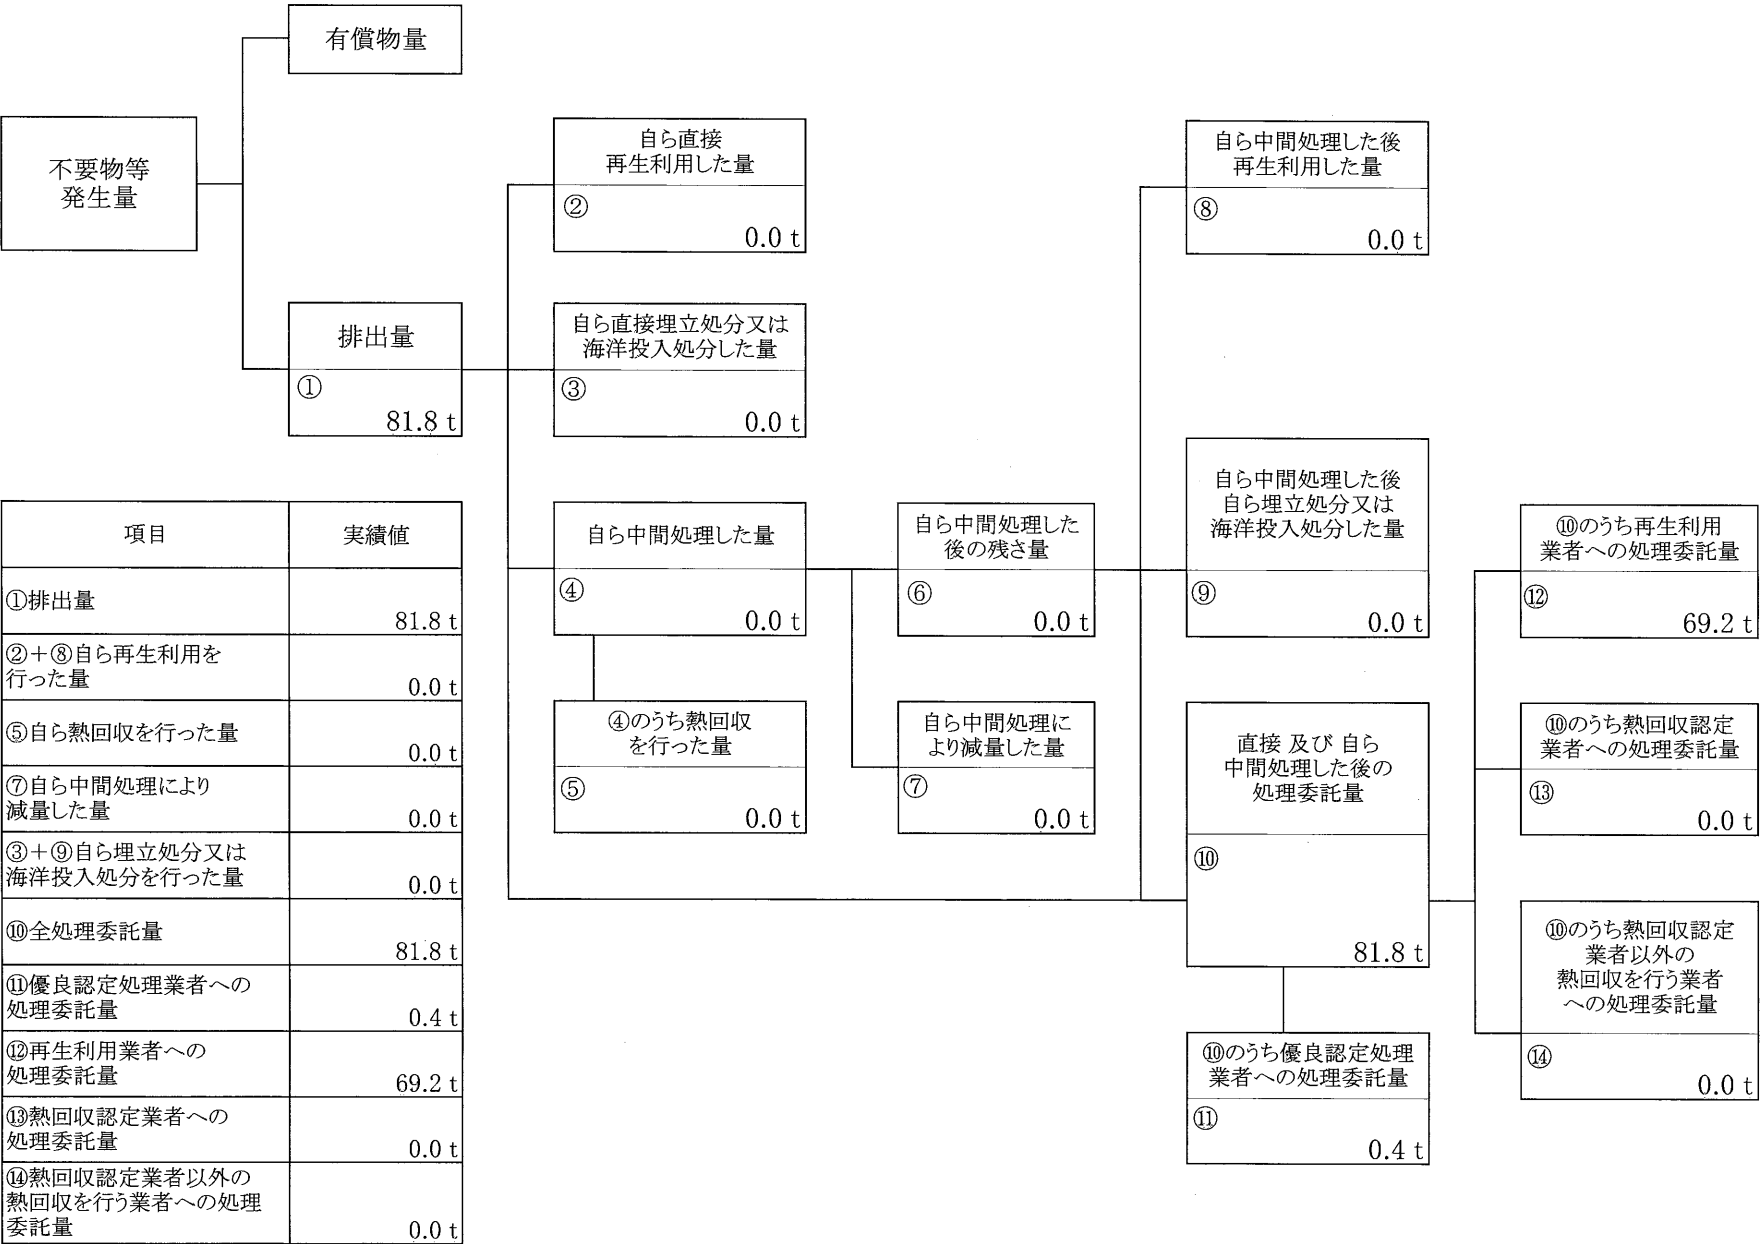 有償物量
不要物等
発生量
排出量
①
81.8 t
自ら直接
再生利用した量
②
0.0 t
自ら直接埋立処分又は
海洋投入処分した量
③
0.0 t
自ら中間処理した量
④
0.0 t
④のうち熱回収
を行った量
⑤
0.0 t
自ら中間処理した
後の残さ量
⑥
0.0 t
自ら中間処理に
より減量した量
⑦
0.0 t
自ら中間処理した後
再生利用した量
⑧
0.0 t
自ら中間処理した後
自ら埋立処分又は
海洋投入処分した量
⑨
0.0 t
直接 及び 自ら
中間処理した後の
処理委託量
⑩
81.8 t
⑩のうち優良認定処理
業者への処理委託量
⑪
0.4 t
⑩のうち再生利用
業者への処理委託量
⑫
69.2 t
⑩のうち熱回収認定
業者への処理委託量
⑬
0.0 t
⑩のうち熱回収認定
業者以外の
熱回収を行う業者
への処理委託量
⑭
0.0 t
項目 実績値
①排出量
81.8 t
②+⑧自ら再生利用を
行った量
0.0 t
⑤自ら熱回収を行った量
0.0 t
⑦自ら中間処理により
減量した量
0.0 t
③+⑨自ら埋立処分又は
海洋投入処分を行った量
0.0 t
⑩全処理委託量
81.8 t
⑪優良認定処理業者への
処理委託量
0.4 t
⑫再生利用業者への
処理委託量
69.2 t
⑬熱回収認定業者への
処理委託量
0.0 t
⑭熱回収認定業者以外の
熱回収を行う業者への処理
委託量
0.0 t